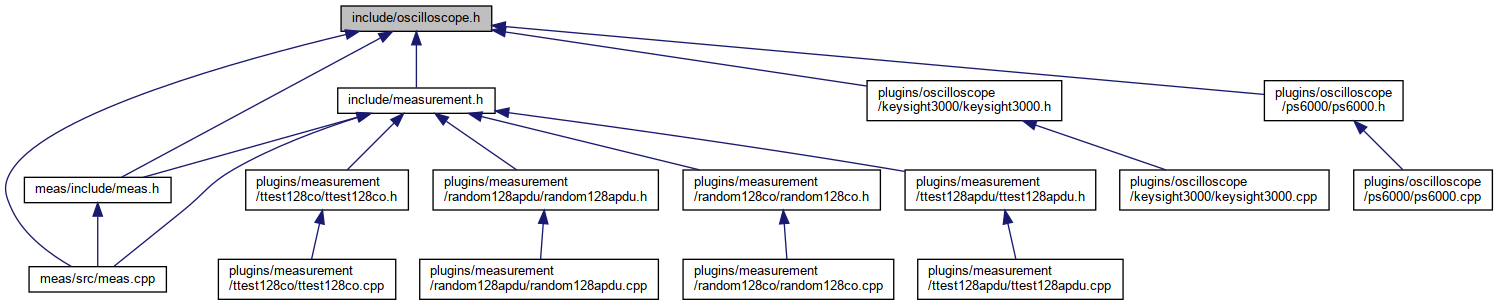 include/oscilloscope.h
include/measurement.h
plugins/oscilloscope
/keysight3000/keysight3000.h
plugins/oscilloscope
/ps6000/ps6000.h
meas/include/meas.h
plugins/measurement
/ttest128co/ttest128co.h
plugins/measurement
/random128apdu/random128apdu.h
plugins/measurement
/random128co/random128co.h
plugins/measurement
/ttest128apdu/ttest128apdu.h
plugins/oscilloscope
/keysight3000/keysight3000.cpp
plugins/oscilloscope
/ps6000/ps6000.cpp
meas/src/meas.cpp
plugins/measurement
/ttest128co/ttest128co.cpp
plugins/measurement
/random128apdu/random128apdu.cpp
plugins/measurement
/random128co/random128co.cpp
plugins/measurement
/ttest128apdu/ttest128apdu.cpp